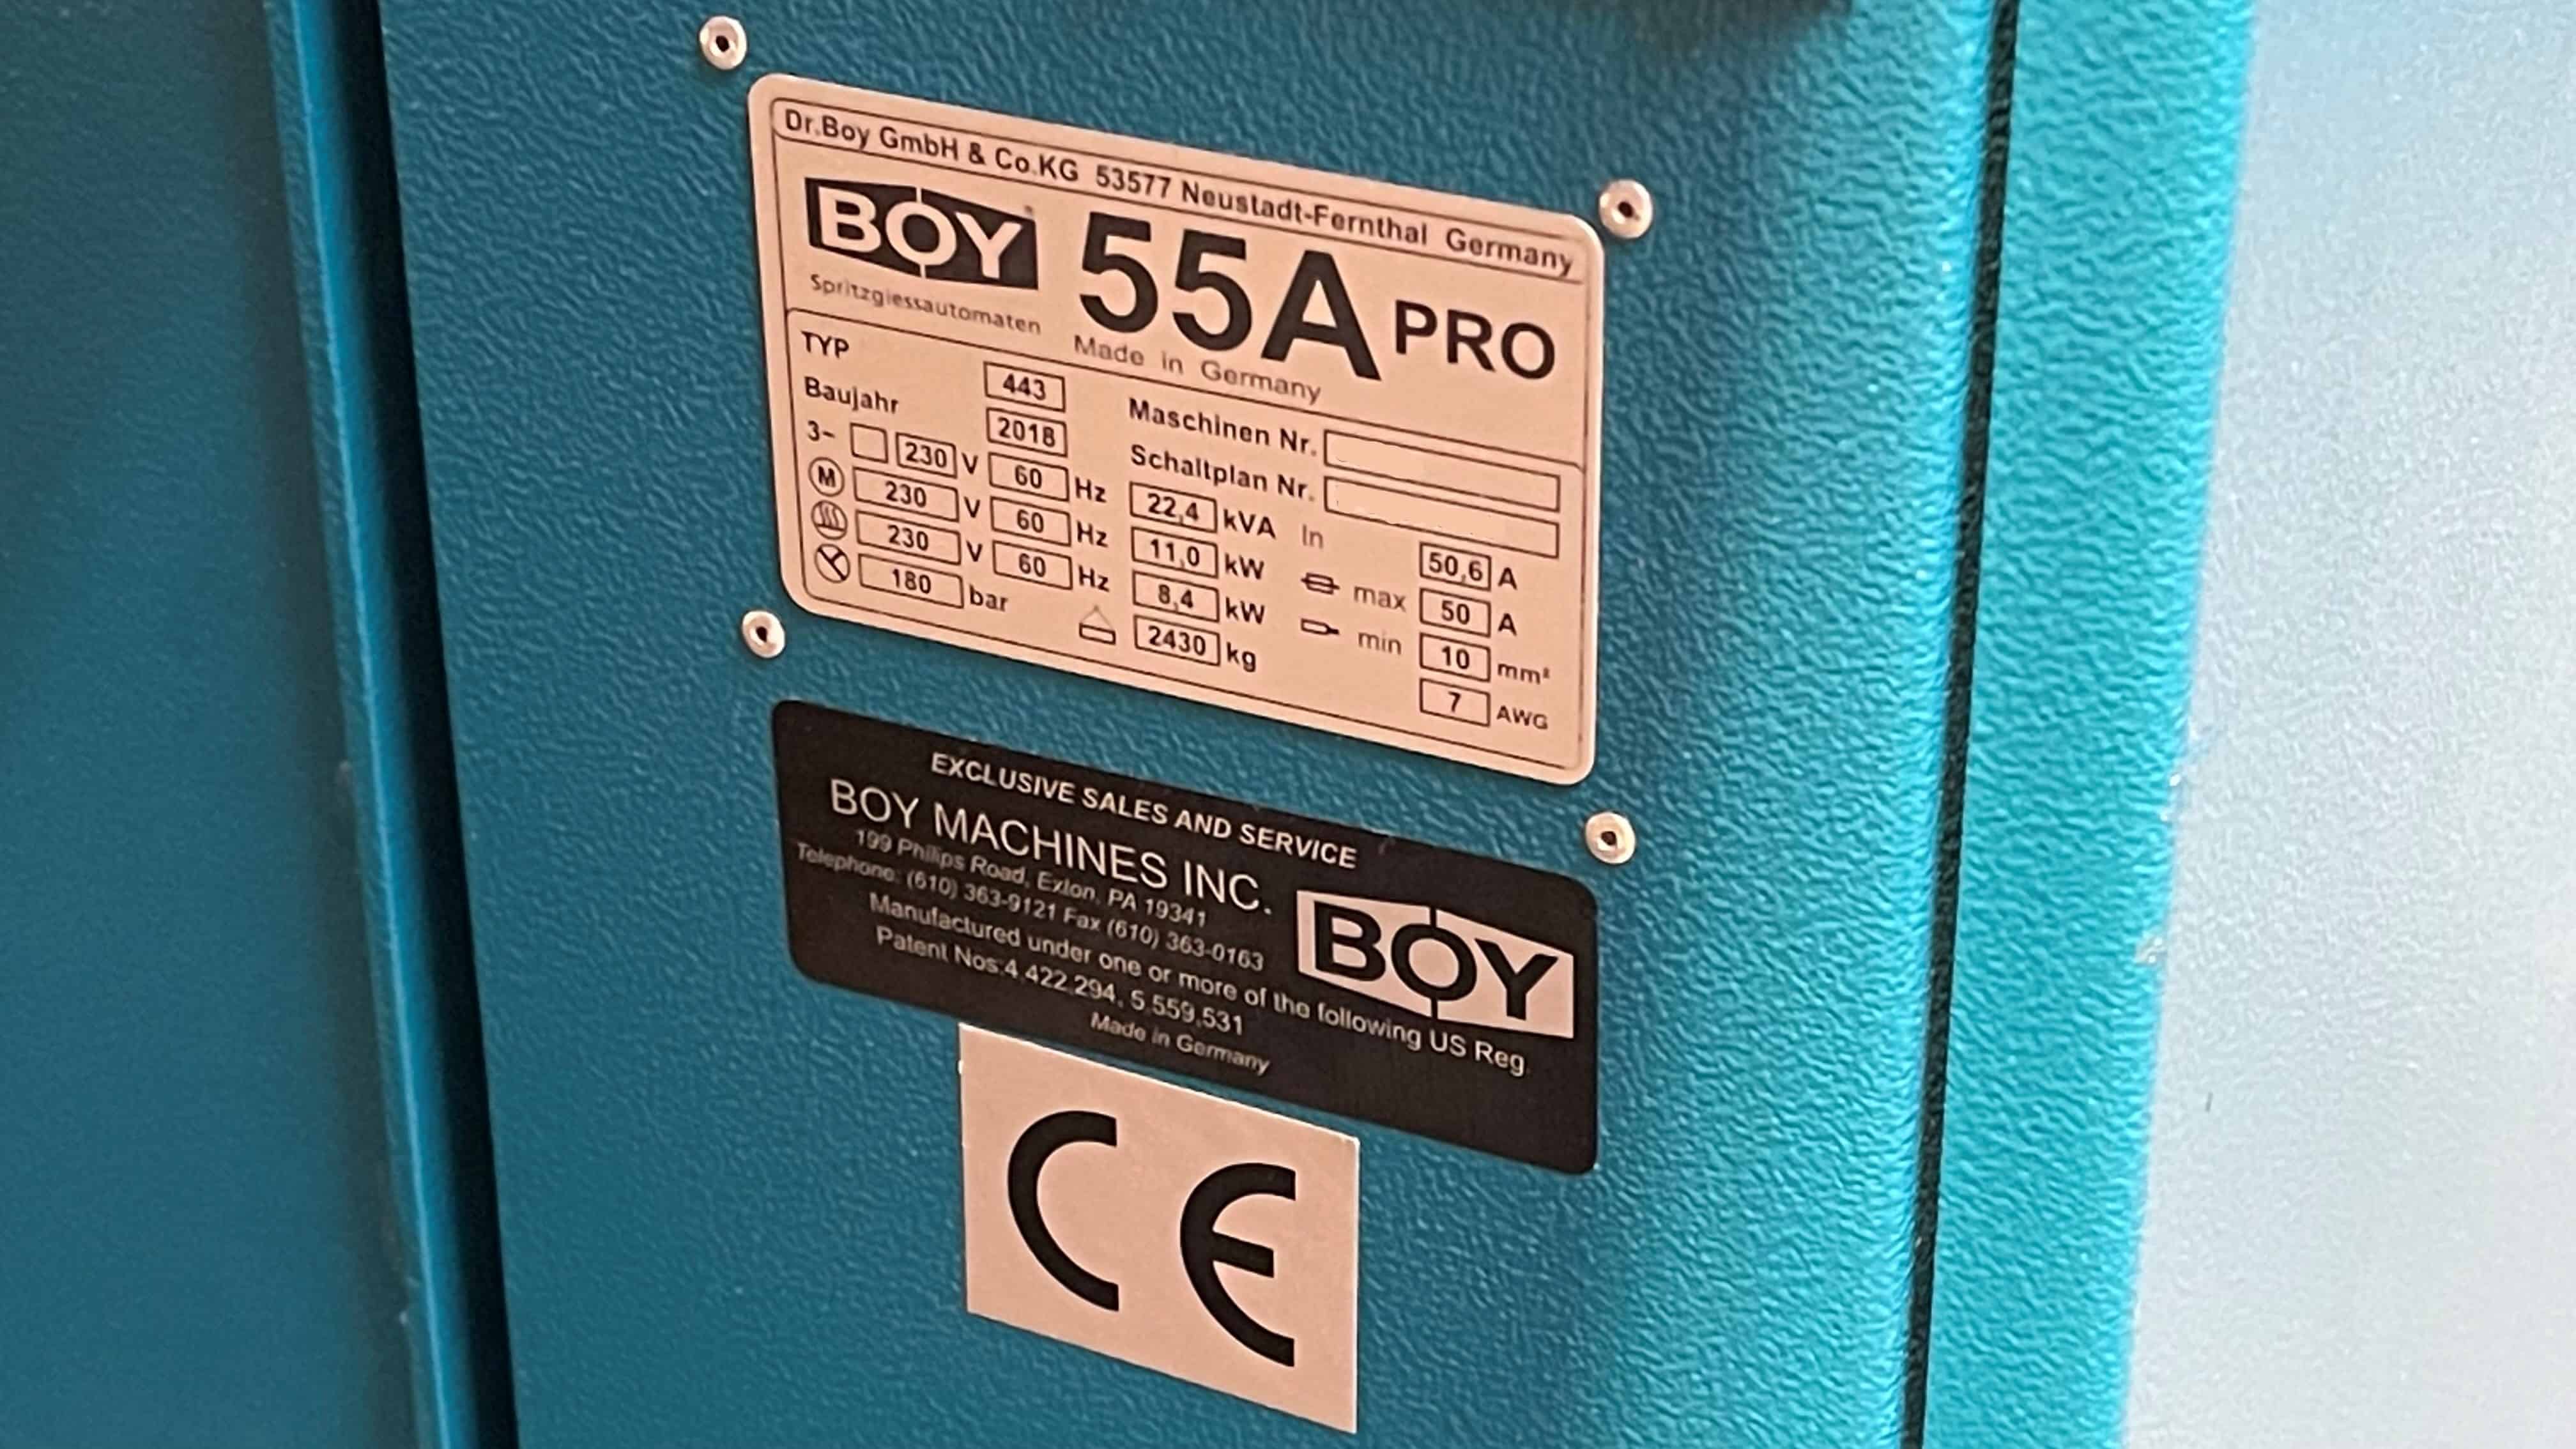 Dr.Boy GmbH & Co.KG 53577 Neustadt-Fernthal Germany
BOY 55A PRO
Spritzgiessautomaten Made in Germany
TYP 443 Maschinen Nr.
Baujahr 2018 Schaltplan Nr.
3~ 230 V 60 Hz 22,4 kVA In 50,6 A
M 230 V 60 Hz 11,0 kW max 50 A
230 V 60 Hz 8,4 kW min 10 mm²
180 bar 2430 kg 7 AWG
EXCLUSIVE SALES AND SERVICE
BOY MACHINES INC.
199 Philips Road, Exton, PA 19341
Telephone: (610) 363-9121 Fax (610) 363-0163
BOY
Manufactured under one or more of the following US Reg.
Patent Nos:4,422,294, 5,559,531
Made in Germany
CE